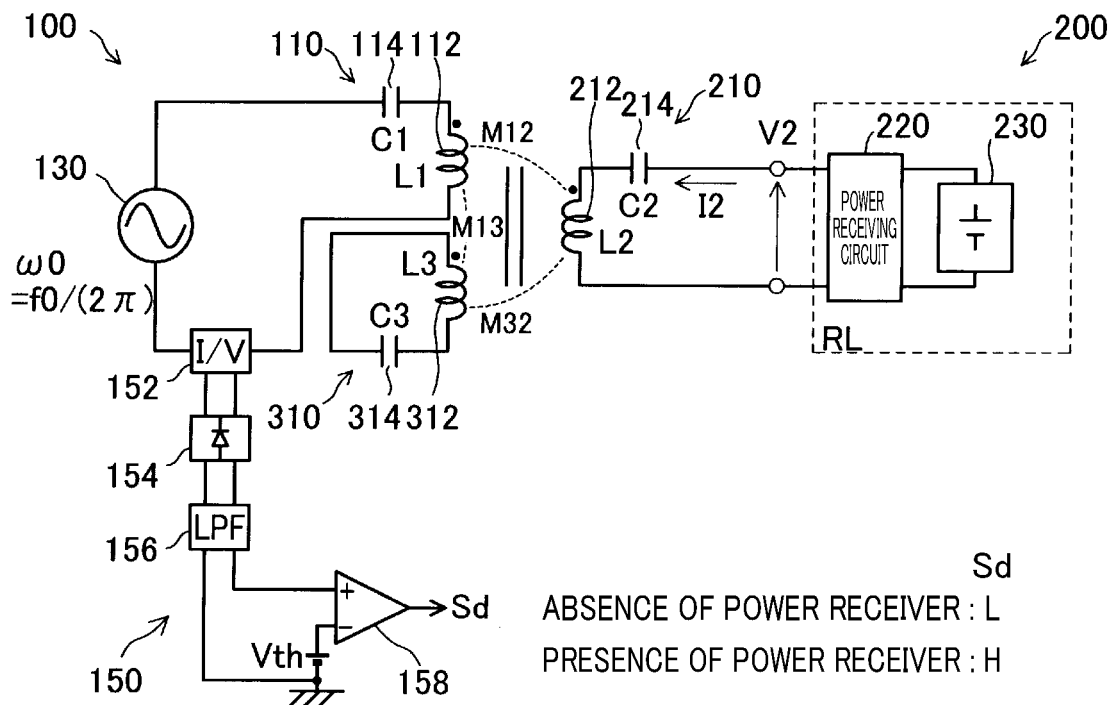 100
110
114
112
200
212
214
210
220
230
V2
C1
M12
L1
130
I2
C2
L2
POWER
RECEIVING
CIRCUIT
M13
L3
ω0
=f0/(2π)
C3
M32
RL
I/V
152
310
314
312
154
LPF
156
+
Sd
−
Vth
150
158
Sd
ABSENCE OF POWER RECEIVER : L
PRESENCE OF POWER RECEIVER : H